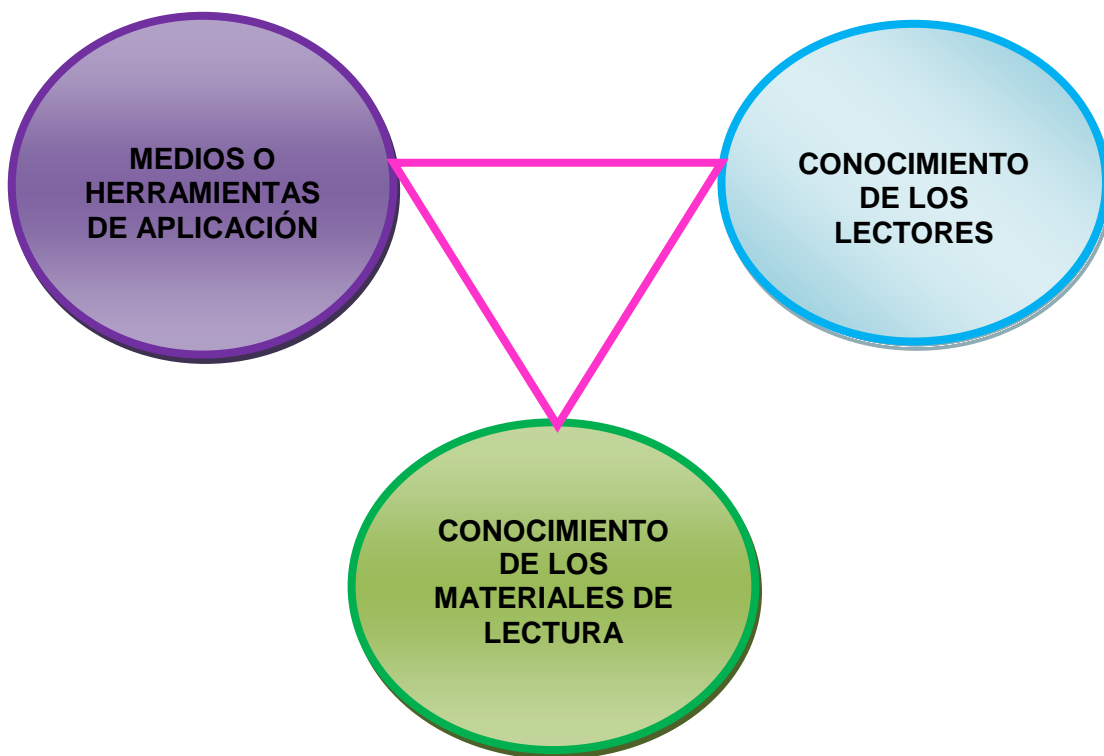 MEDIOS O
HERRAMIENTAS
DE APLICACIÓN
CONOCIMIENTO
DE LOS
LECTORES
CONOCIMIENTO
DE LOS
MATERIALES DE
LECTURA